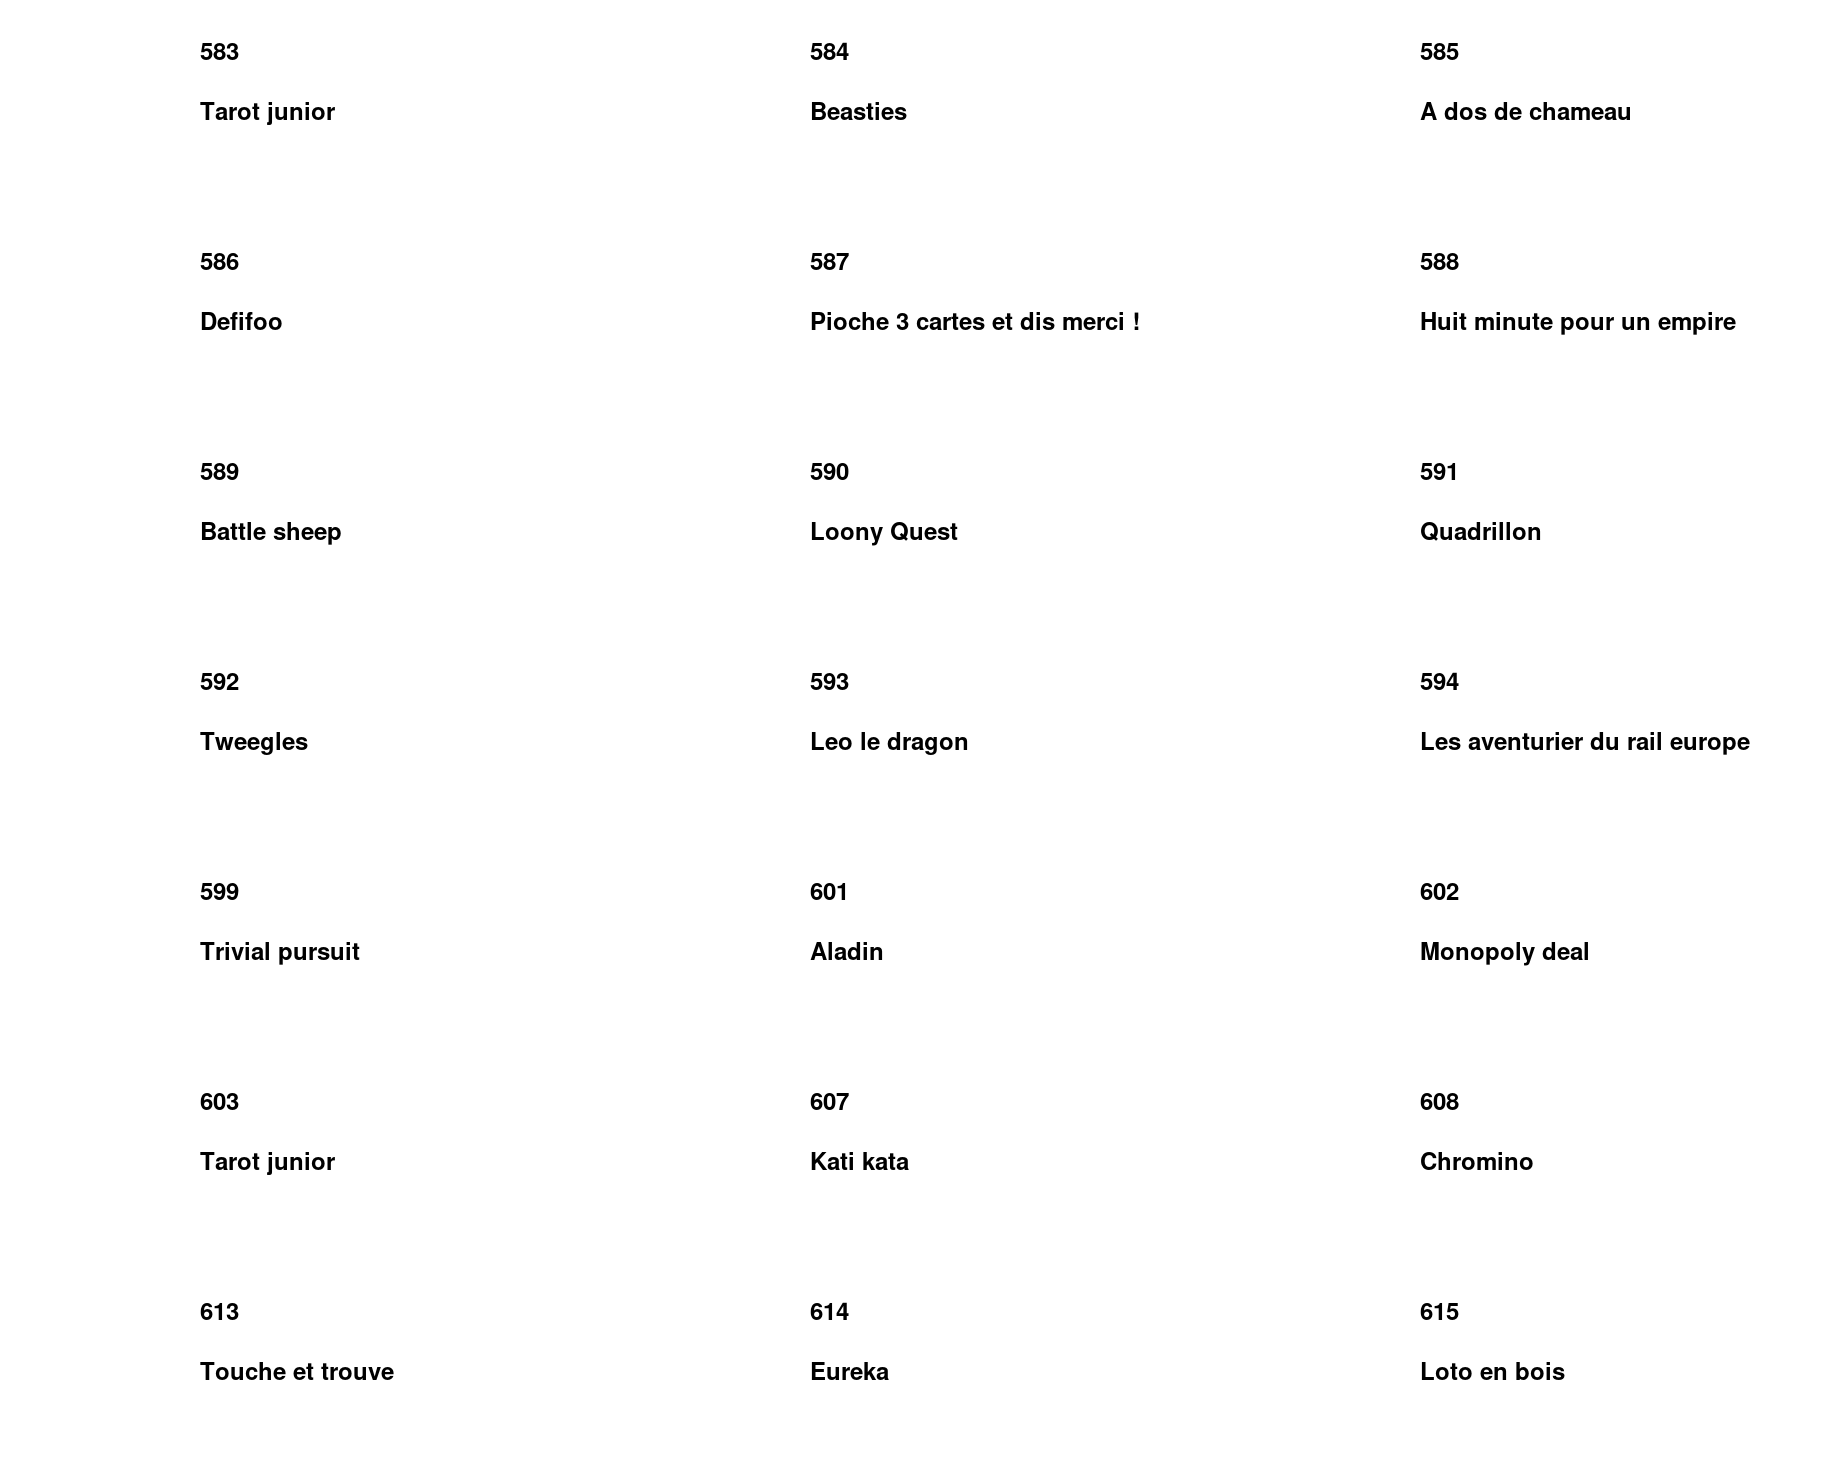 583
Tarot junior
584
Beasties
585
A dos de chameau
586
Defifoo
587
Pioche 3 cartes et dis merci !
588
Huit minute pour un empire
589
Battle sheep
590
Loony Quest
591
Quadrillon
592
Tweegles
593
Leo le dragon
594
Les aventurier du rail europe
599
Trivial pursuit
601
Aladin
602
Monopoly deal
603
Tarot junior
607
Kati kata
608
Chromino
613
Touche et trouve
614
Eureka
615
Loto en bois